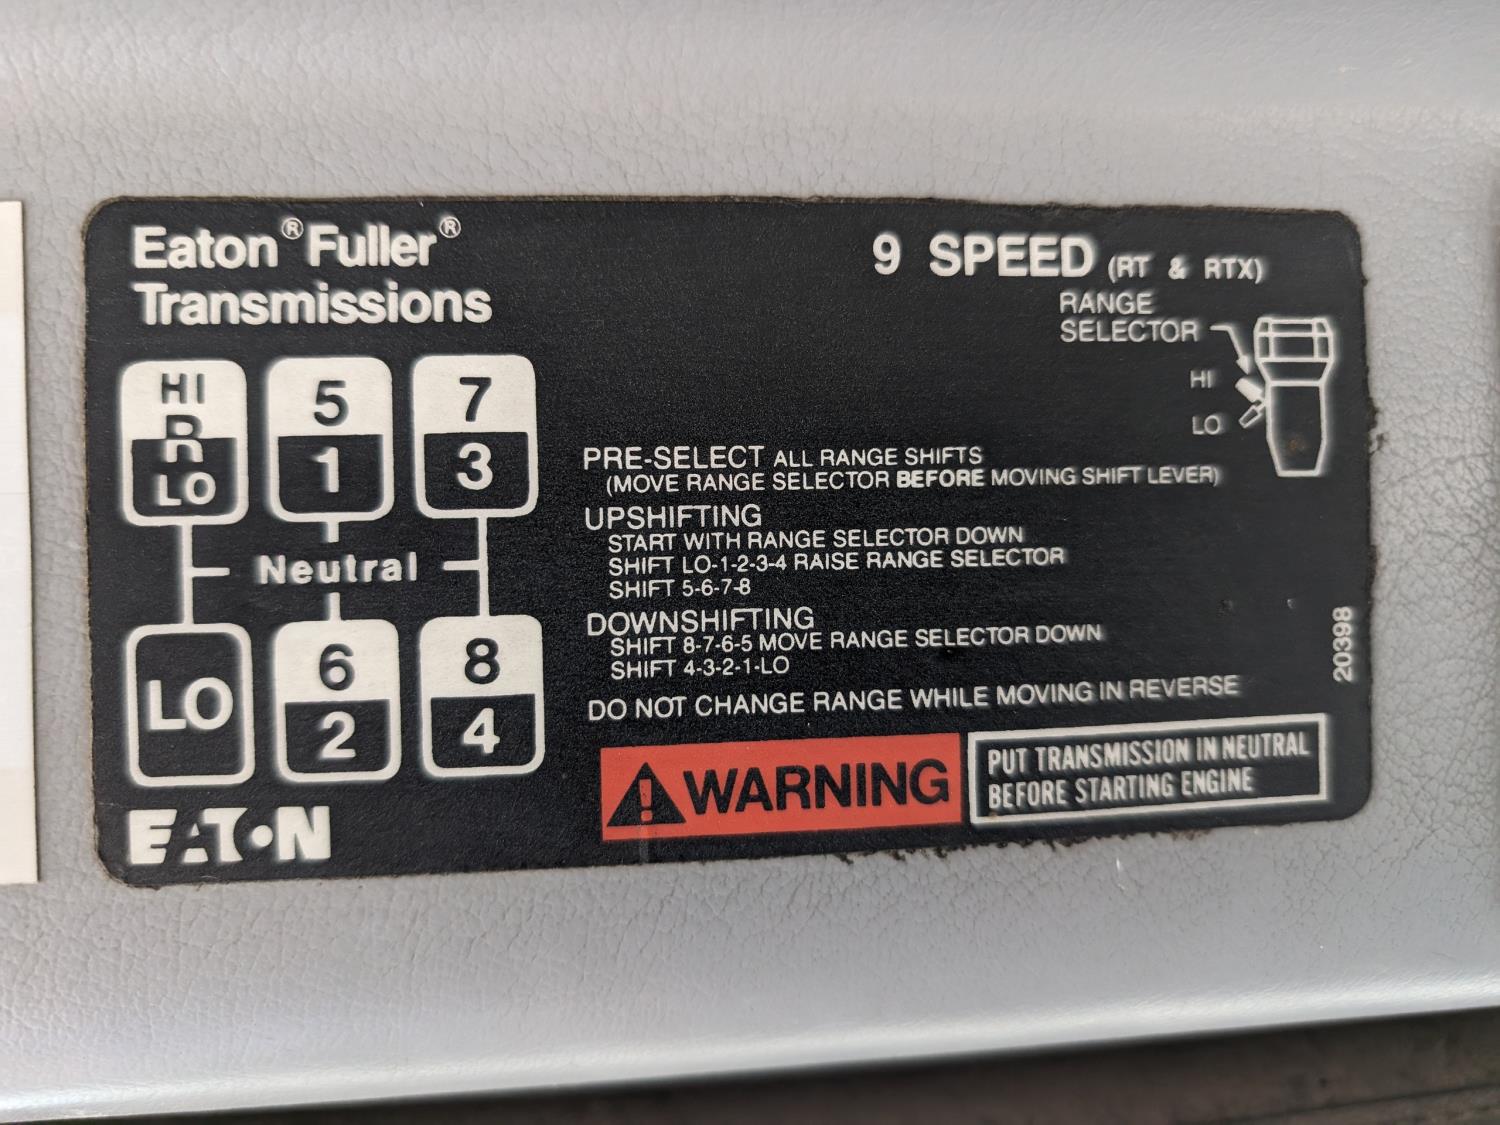 Eaton® Fuller®
Transmissions
9 SPEED (RT & RTX)
RANGE
SELECTOR
HI
LO
HI
R
LO
5
1
7
3
Neutral
LO
6
2
8
4
PRE-SELECT ALL RANGE SHIFTS
(MOVE RANGE SELECTOR BEFORE MOVING SHIFT LEVER)
UPSHIFTING
START WITH RANGE SELECTOR DOWN
SHIFT LO-1-2-3-4 RAISE RANGE SELECTOR
SHIFT 5-6-7-8
DOWNSHIFTING
SHIFT 8-7-6-5 MOVE RANGE SELECTOR DOWN
SHIFT 4-3-2-1-LO
DO NOT CHANGE RANGE WHILE MOVING IN REVERSE
20398
EATON
WARNING
PUT TRANSMISSION IN NEUTRAL
BEFORE STARTING ENGINE